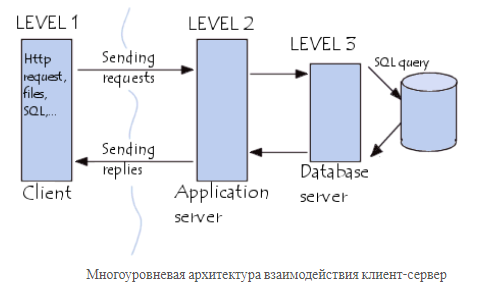 LEVEL 1
LEVEL 2
LEVEL 3
Http
request,
files,
SQL,...
Sending
requests
SQL query
Sending
replies
Client
Application
server
Database
server
Многоуровневая архитектура взаимодействия клиент-сервер